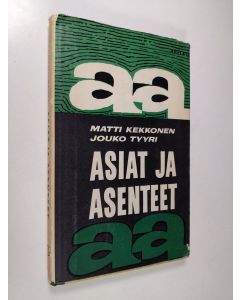 aa
MATTI KEKKONEN
JOUKO TYYRI
ASIAT JA
ASENTEET
aa